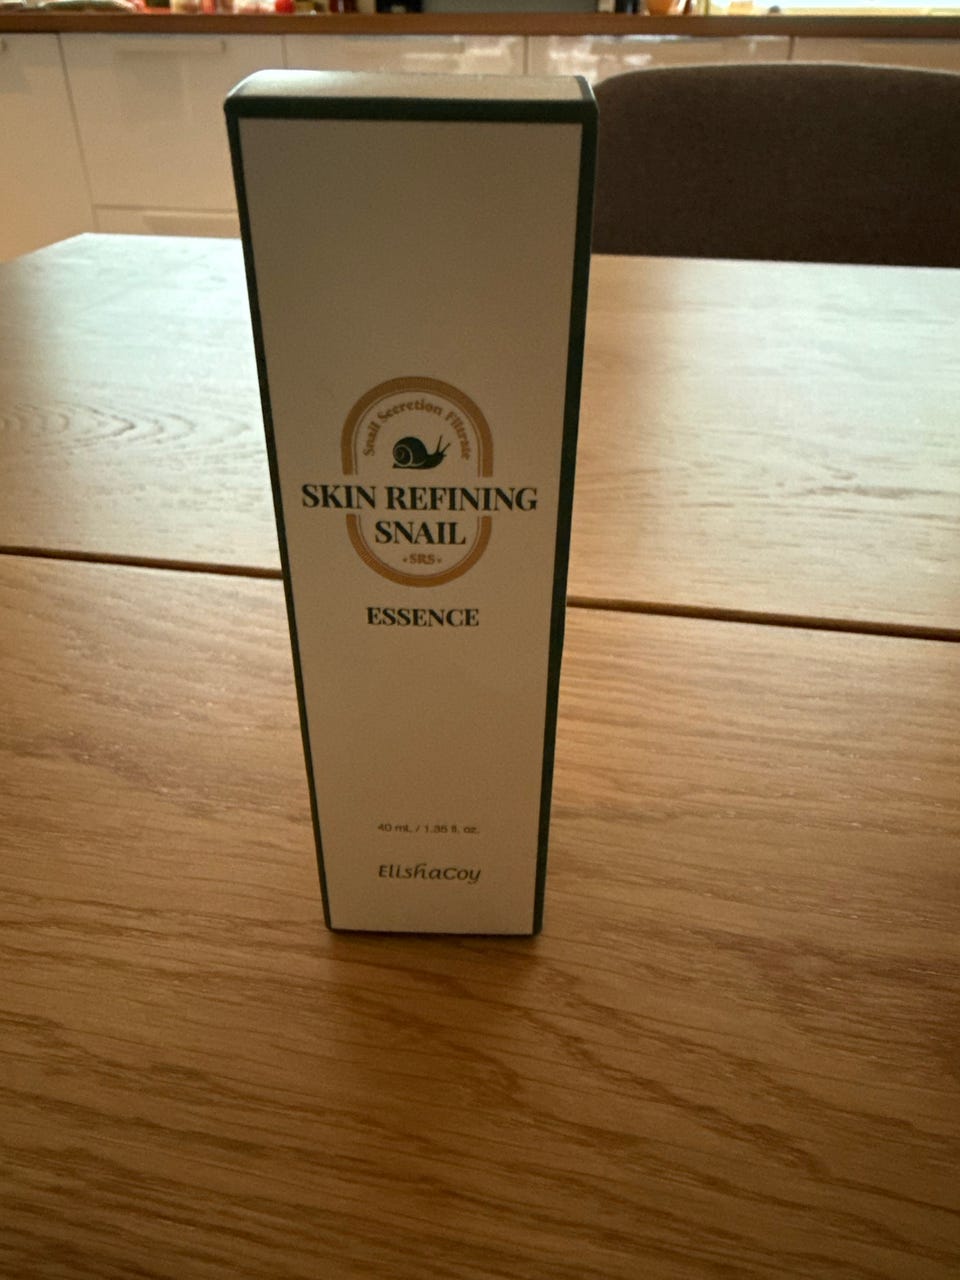 Snail Secretion Filtrate
SKIN REFINING
SNAIL
• SRS •
ESSENCE
40 mL / 1.35 fl. oz.
Elishacoy